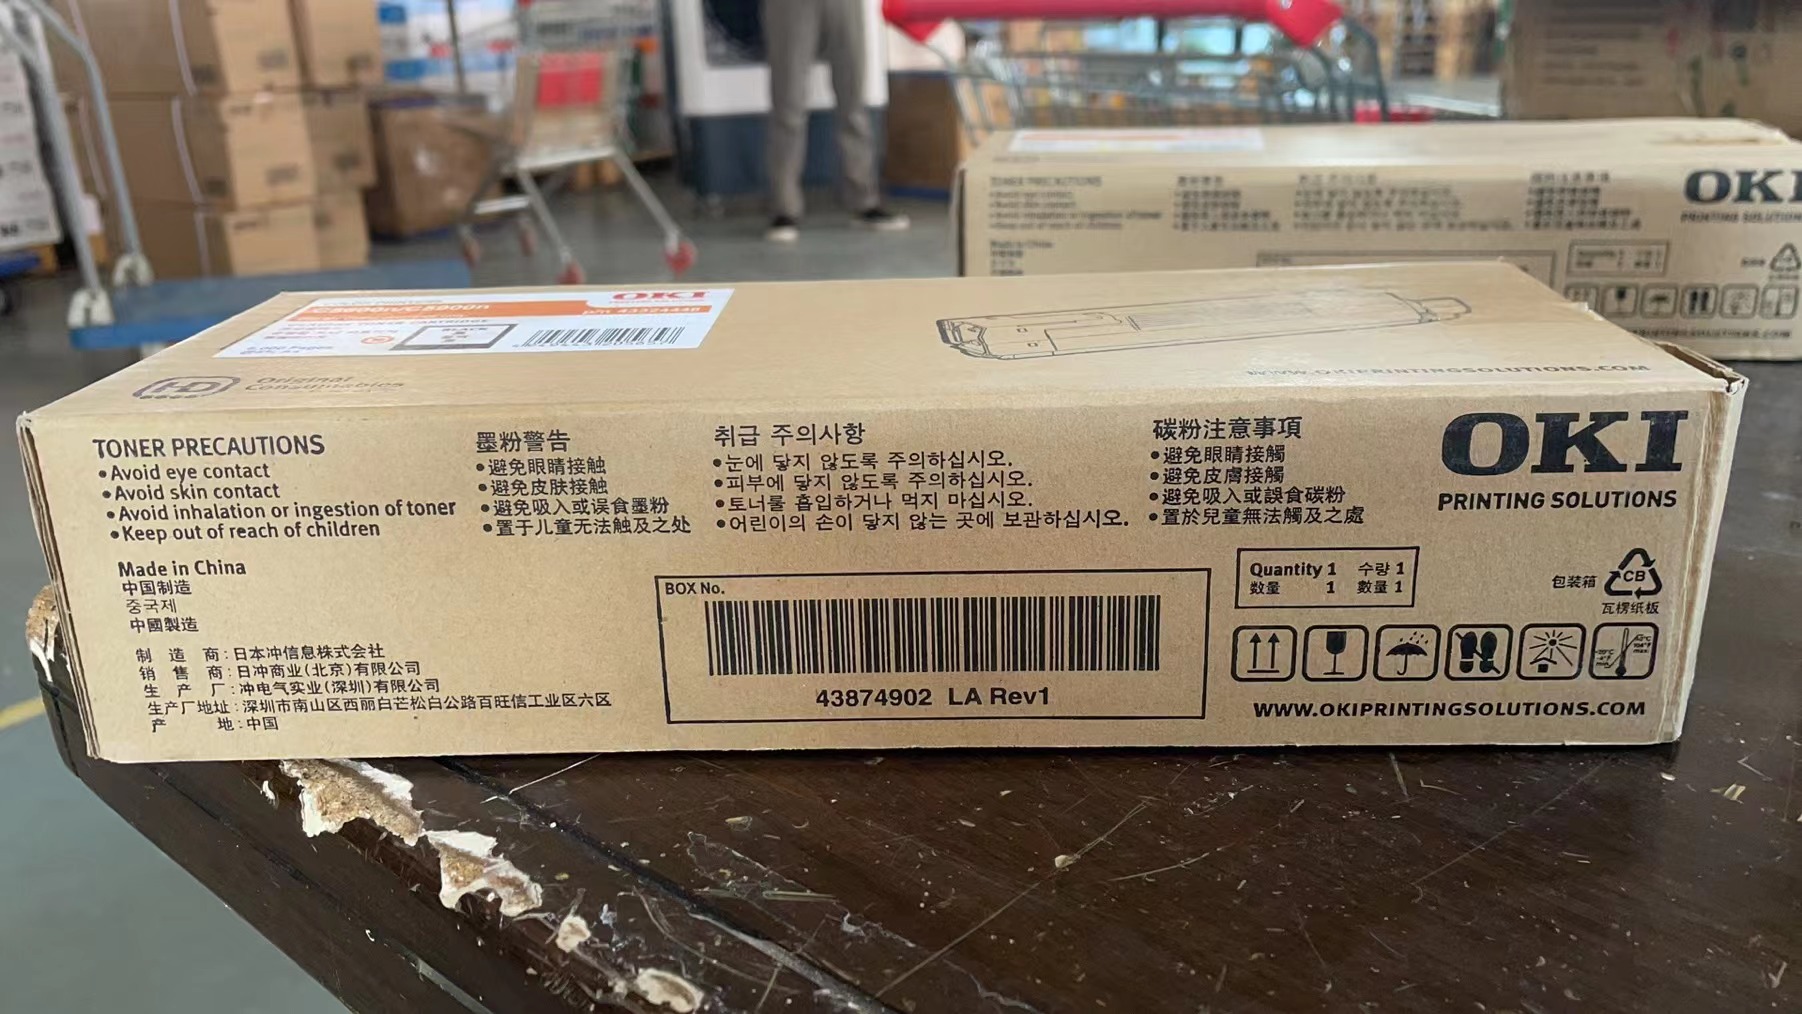 OKI
C5800n/C5900n
BLACK
HD
Original
Consumables
WWW.OKIPRINTINGSOLUTIONS.COM
TONER PRECAUTIONS
•Avoid eye contact
•Avoid skin contact
•Avoid inhalation or ingestion of toner
•Keep out of reach of children
墨粉警告
•避免眼睛接触
•避免皮肤接触
•避免吸入或误食墨粉
•置于儿童无法触及之处
취급 주의사항
•눈에 닿지 않도록 주의하십시오.
•피부에 닿지 않도록 주의하십시오.
•토너룰 흡입하거나 먹지 마십시오.
•어린이의 손이 닿지 않는 곳에 보관하십시오.
碳粉注意事項
•避免眼睛接觸
•避免皮膚接觸
•避免吸入或誤食碳粉
•置於兒童無法觸及之處
OKI
PRINTING SOLUTIONS
Made in China
中国制造
중국제
中國製造
制 造 商:日本冲信息株式会社
销 售 商:日冲商业(北京)有限公司
生 产 厂:冲电气实业(深圳)有限公司
生产厂地址:深圳市南山区西丽白芒松白公路百旺信工业区六区
产 地:中国
BOX No.
43874902 LA Rev1
Quantity 1 수량 1
数量 1 數量 1
包装箱
CB
瓦楞纸板
WWW.OKIPRINTINGSOLUTIONS.COM
TONER PRECAUTIONS
OKI
PRINTING SOLUTION
Made in China